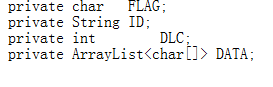 private char   FLAG;
private String ID;
private int        DLC;
private ArrayList<char[]> DATA;